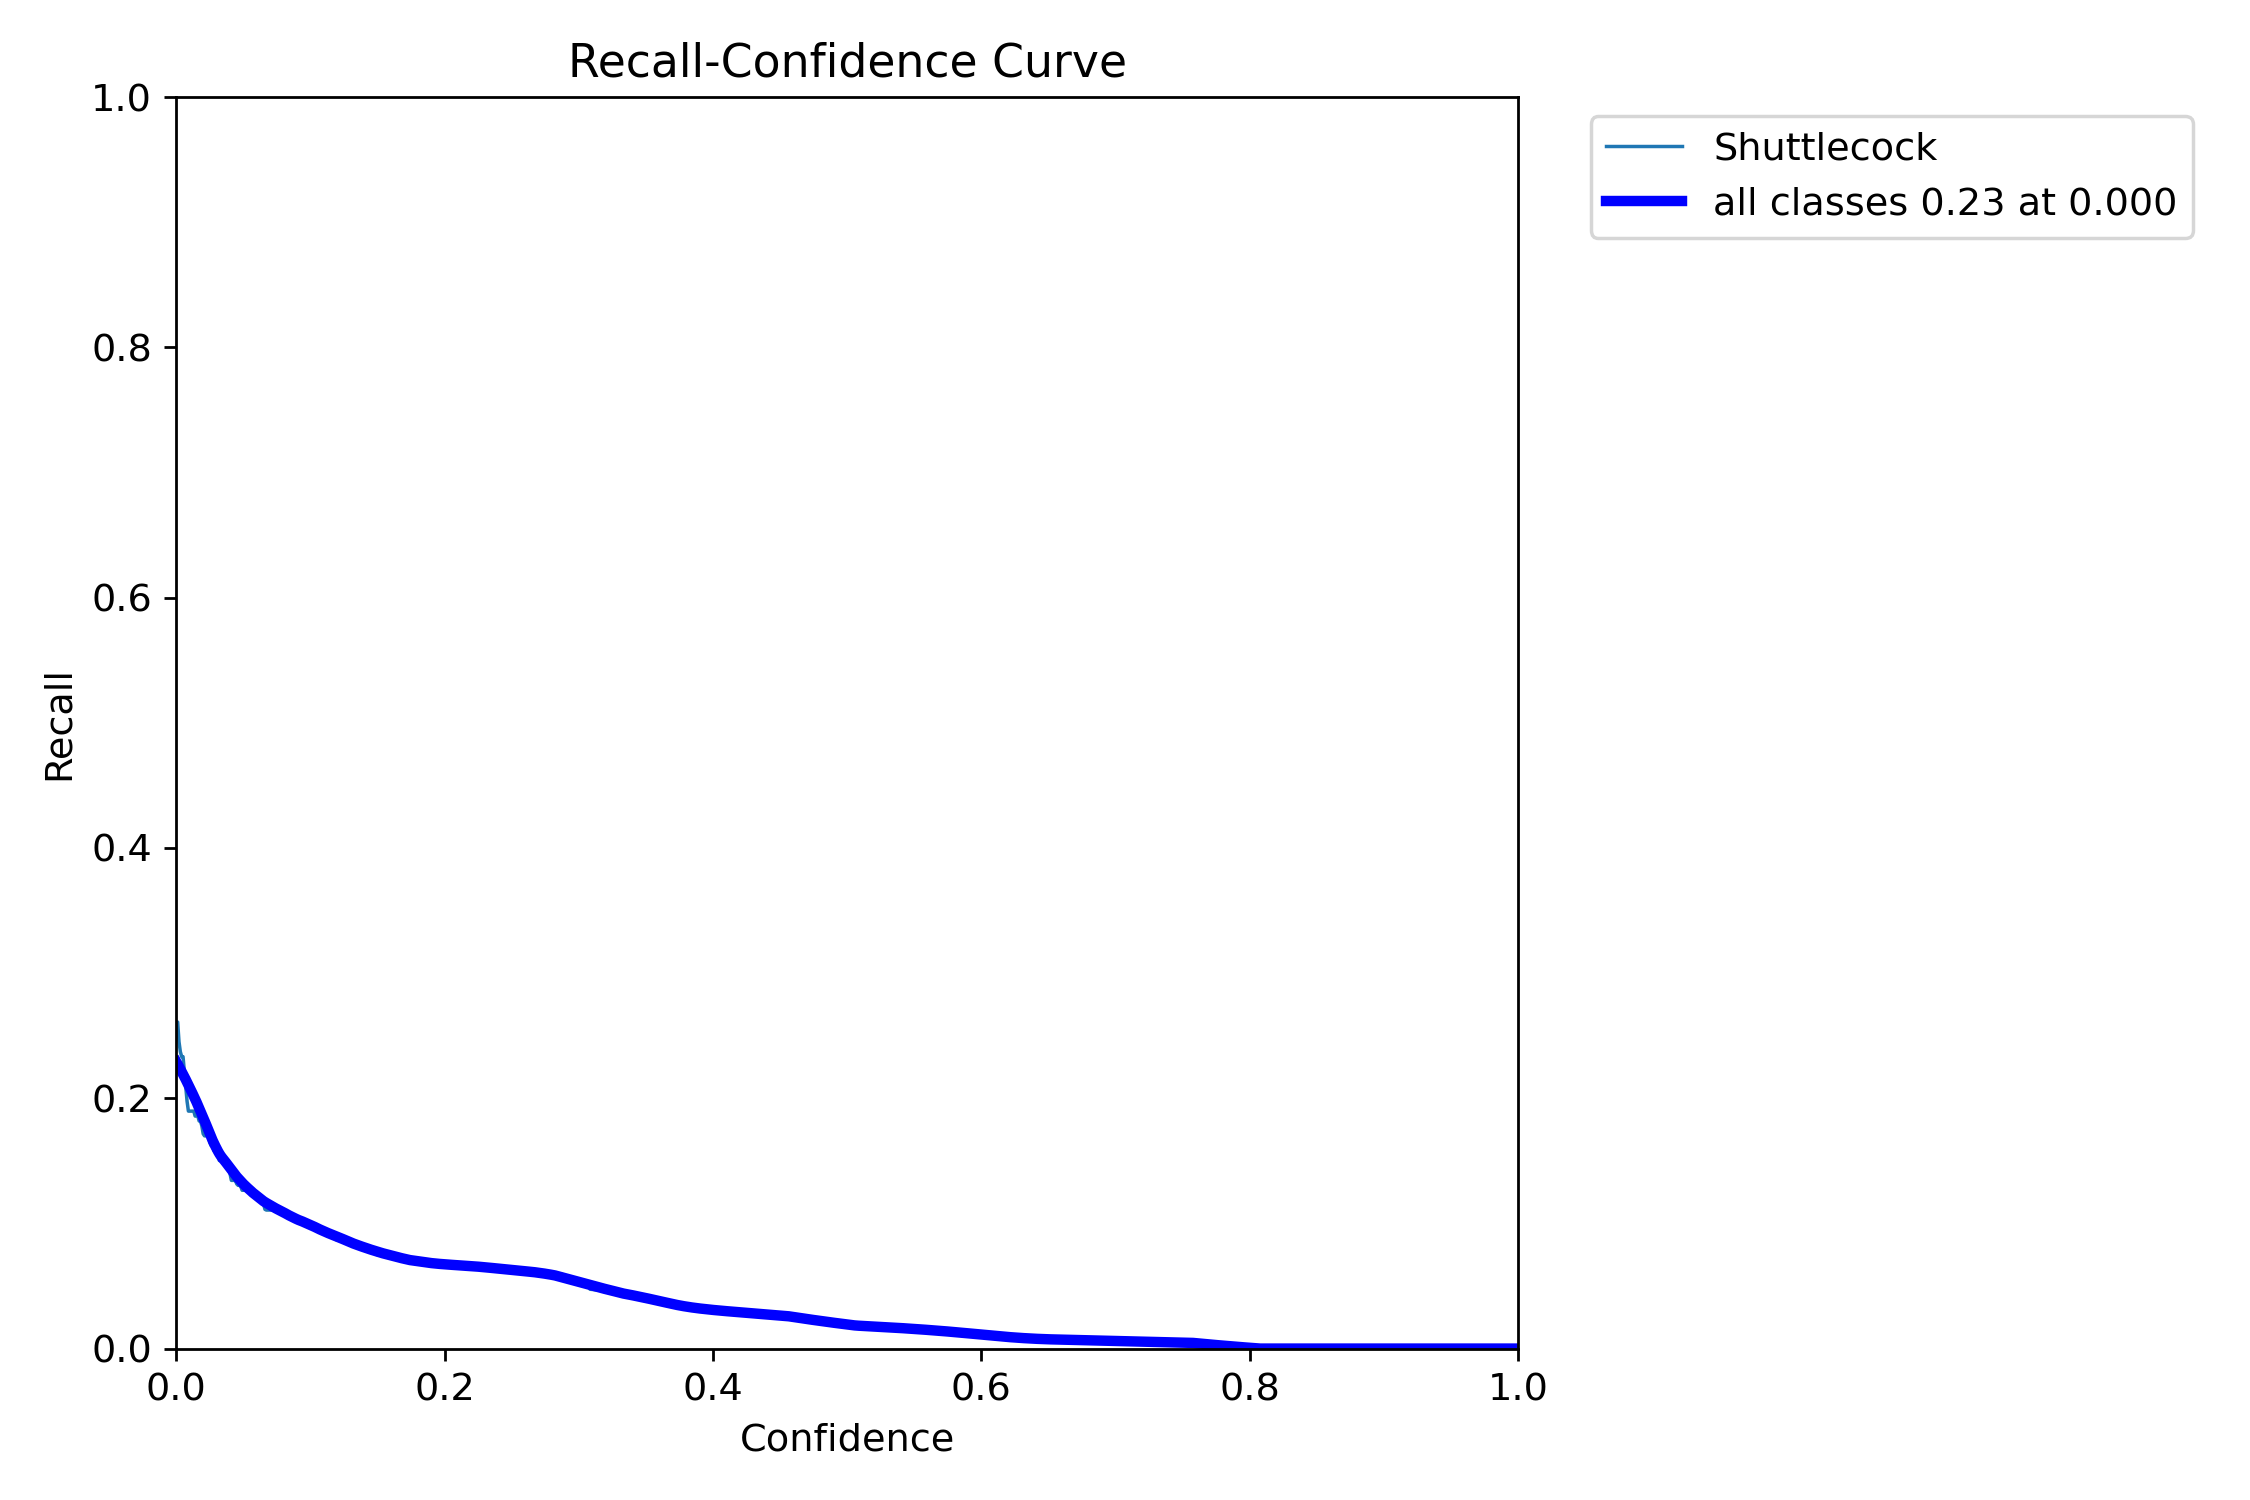 Recall-Confidence Curve
1.0
0.8
0.6
0.4
0.2
0.0
Recall
0.0 0.2 0.4 0.6 0.8 1.0
Confidence
Shuttlecock
all classes 0.23 at 0.000